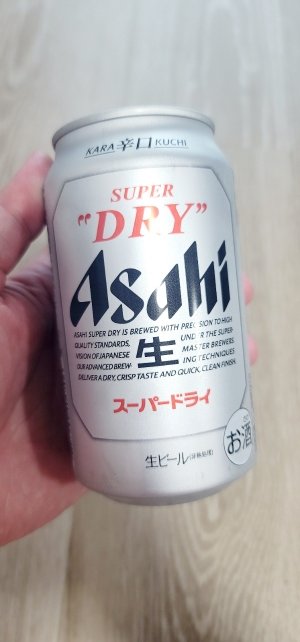 KARA 辛口 KUCHI
SUPER
"DRY"
Asahi
ASAHI SUPER DRY IS BREWED WITH PRECISION TO HIGH
QUALITY STANDARDS, UNDER THE SUPER-
VISION OF JAPANESE MASTER BREWERS.
OUR ADVANCED BREW- ING TECHNIQUES
DELIVER A DRY, CRISP TASTE AND QUICK, CLEAN FINISH.
生
スーパードライ
お酒
生ビール